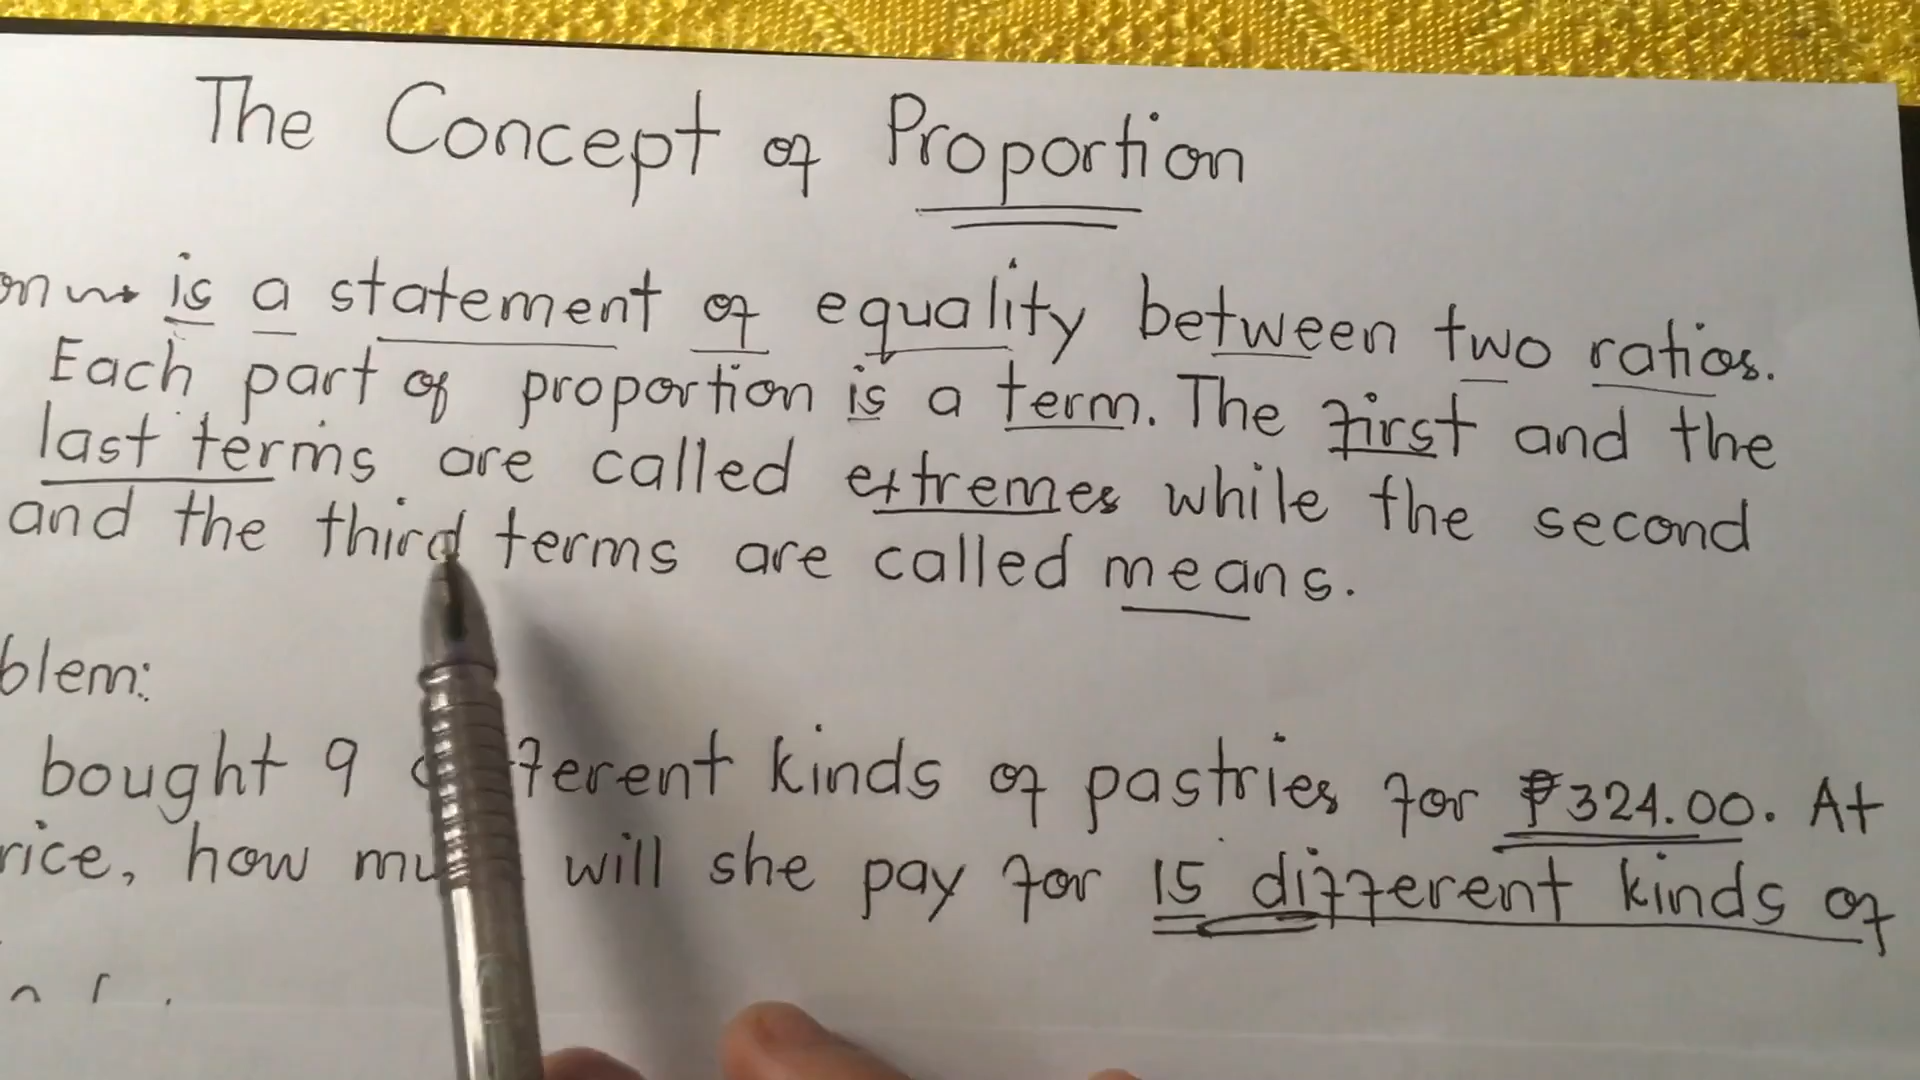 The Concept of Proportion
is a statement of equality between two ratios.
Each part of proportion is a term. The first and the
last terms are called extremes while the second
and the third terms are called means.
blem:
bought 9 different kinds of pastries for ₱324.00. At
rice, how will she pay for 15 different kinds of